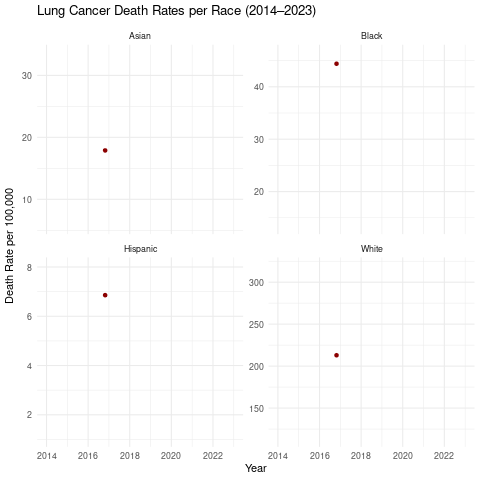 Lung Cancer Death Rates per Race (2014–2023)
Asian
Black
30
20
10
40
30
20
Death Rate per 100,000
Hispanic
White
8
6
4
2
300
250
200
150
2014 2016 2018 2020 2022
2014 2016 2018 2020 2022
Year